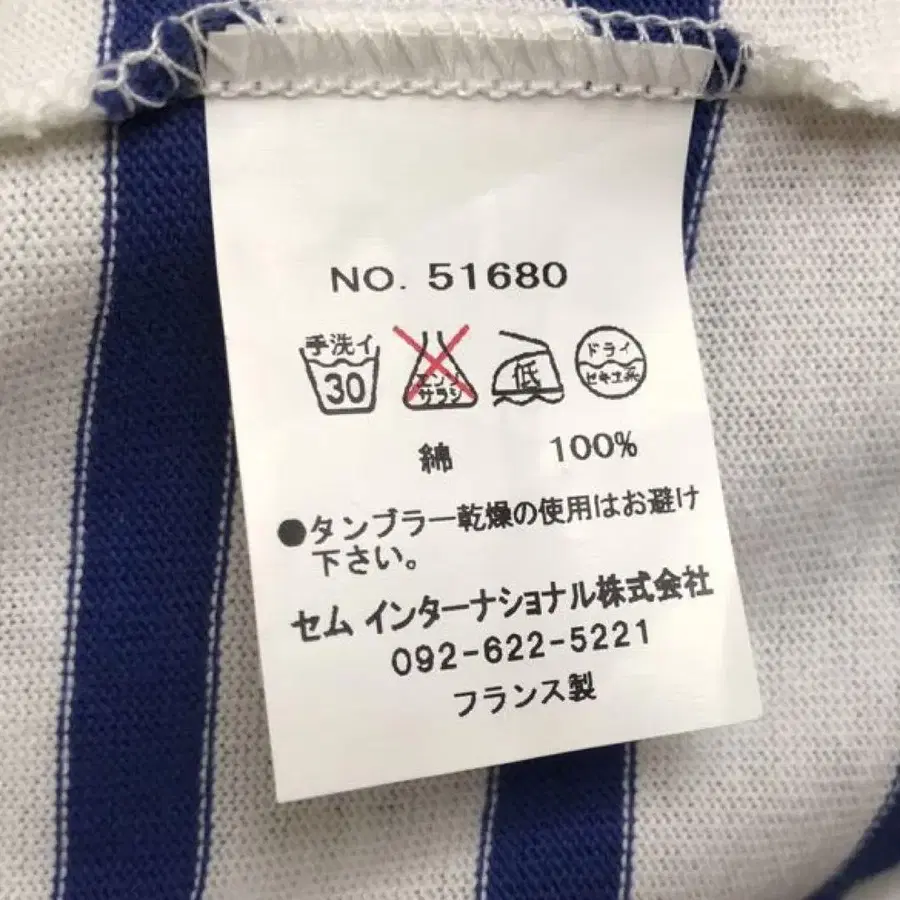 NO. 51680
手洗イ
30
エンソ
サラシ
低
ドライ
セキユ系
綿 100%
●タンブラー乾燥の使用はお避け
下さい。
セム インターナショナル株式会社
092-622-5221
フランス製